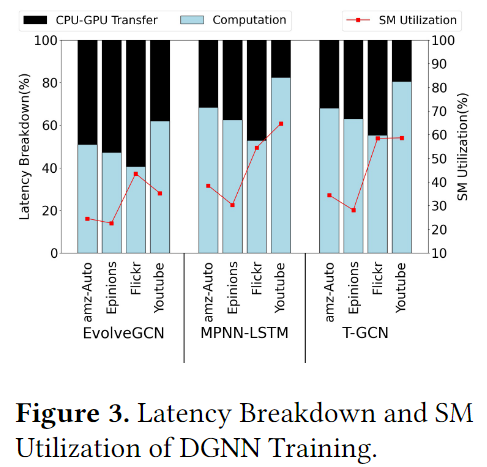 CPU-GPU Transfer
Computation
SM Utilization
Latency Breakdown(%)
100
80
60
40
20
0
100
90
80
70
60
50
40
30
20
10
SM Utilization(%)
amz-Auto
Epinions
Flickr
Youtube
amz-Auto
Epinions
Flickr
Youtube
amz-Auto
Epinions
Flickr
Youtube
EvolveGCN
MPNN-LSTM
T-GCN
Figure 3. Latency Breakdown and SM
Utilization of DGNN Training.